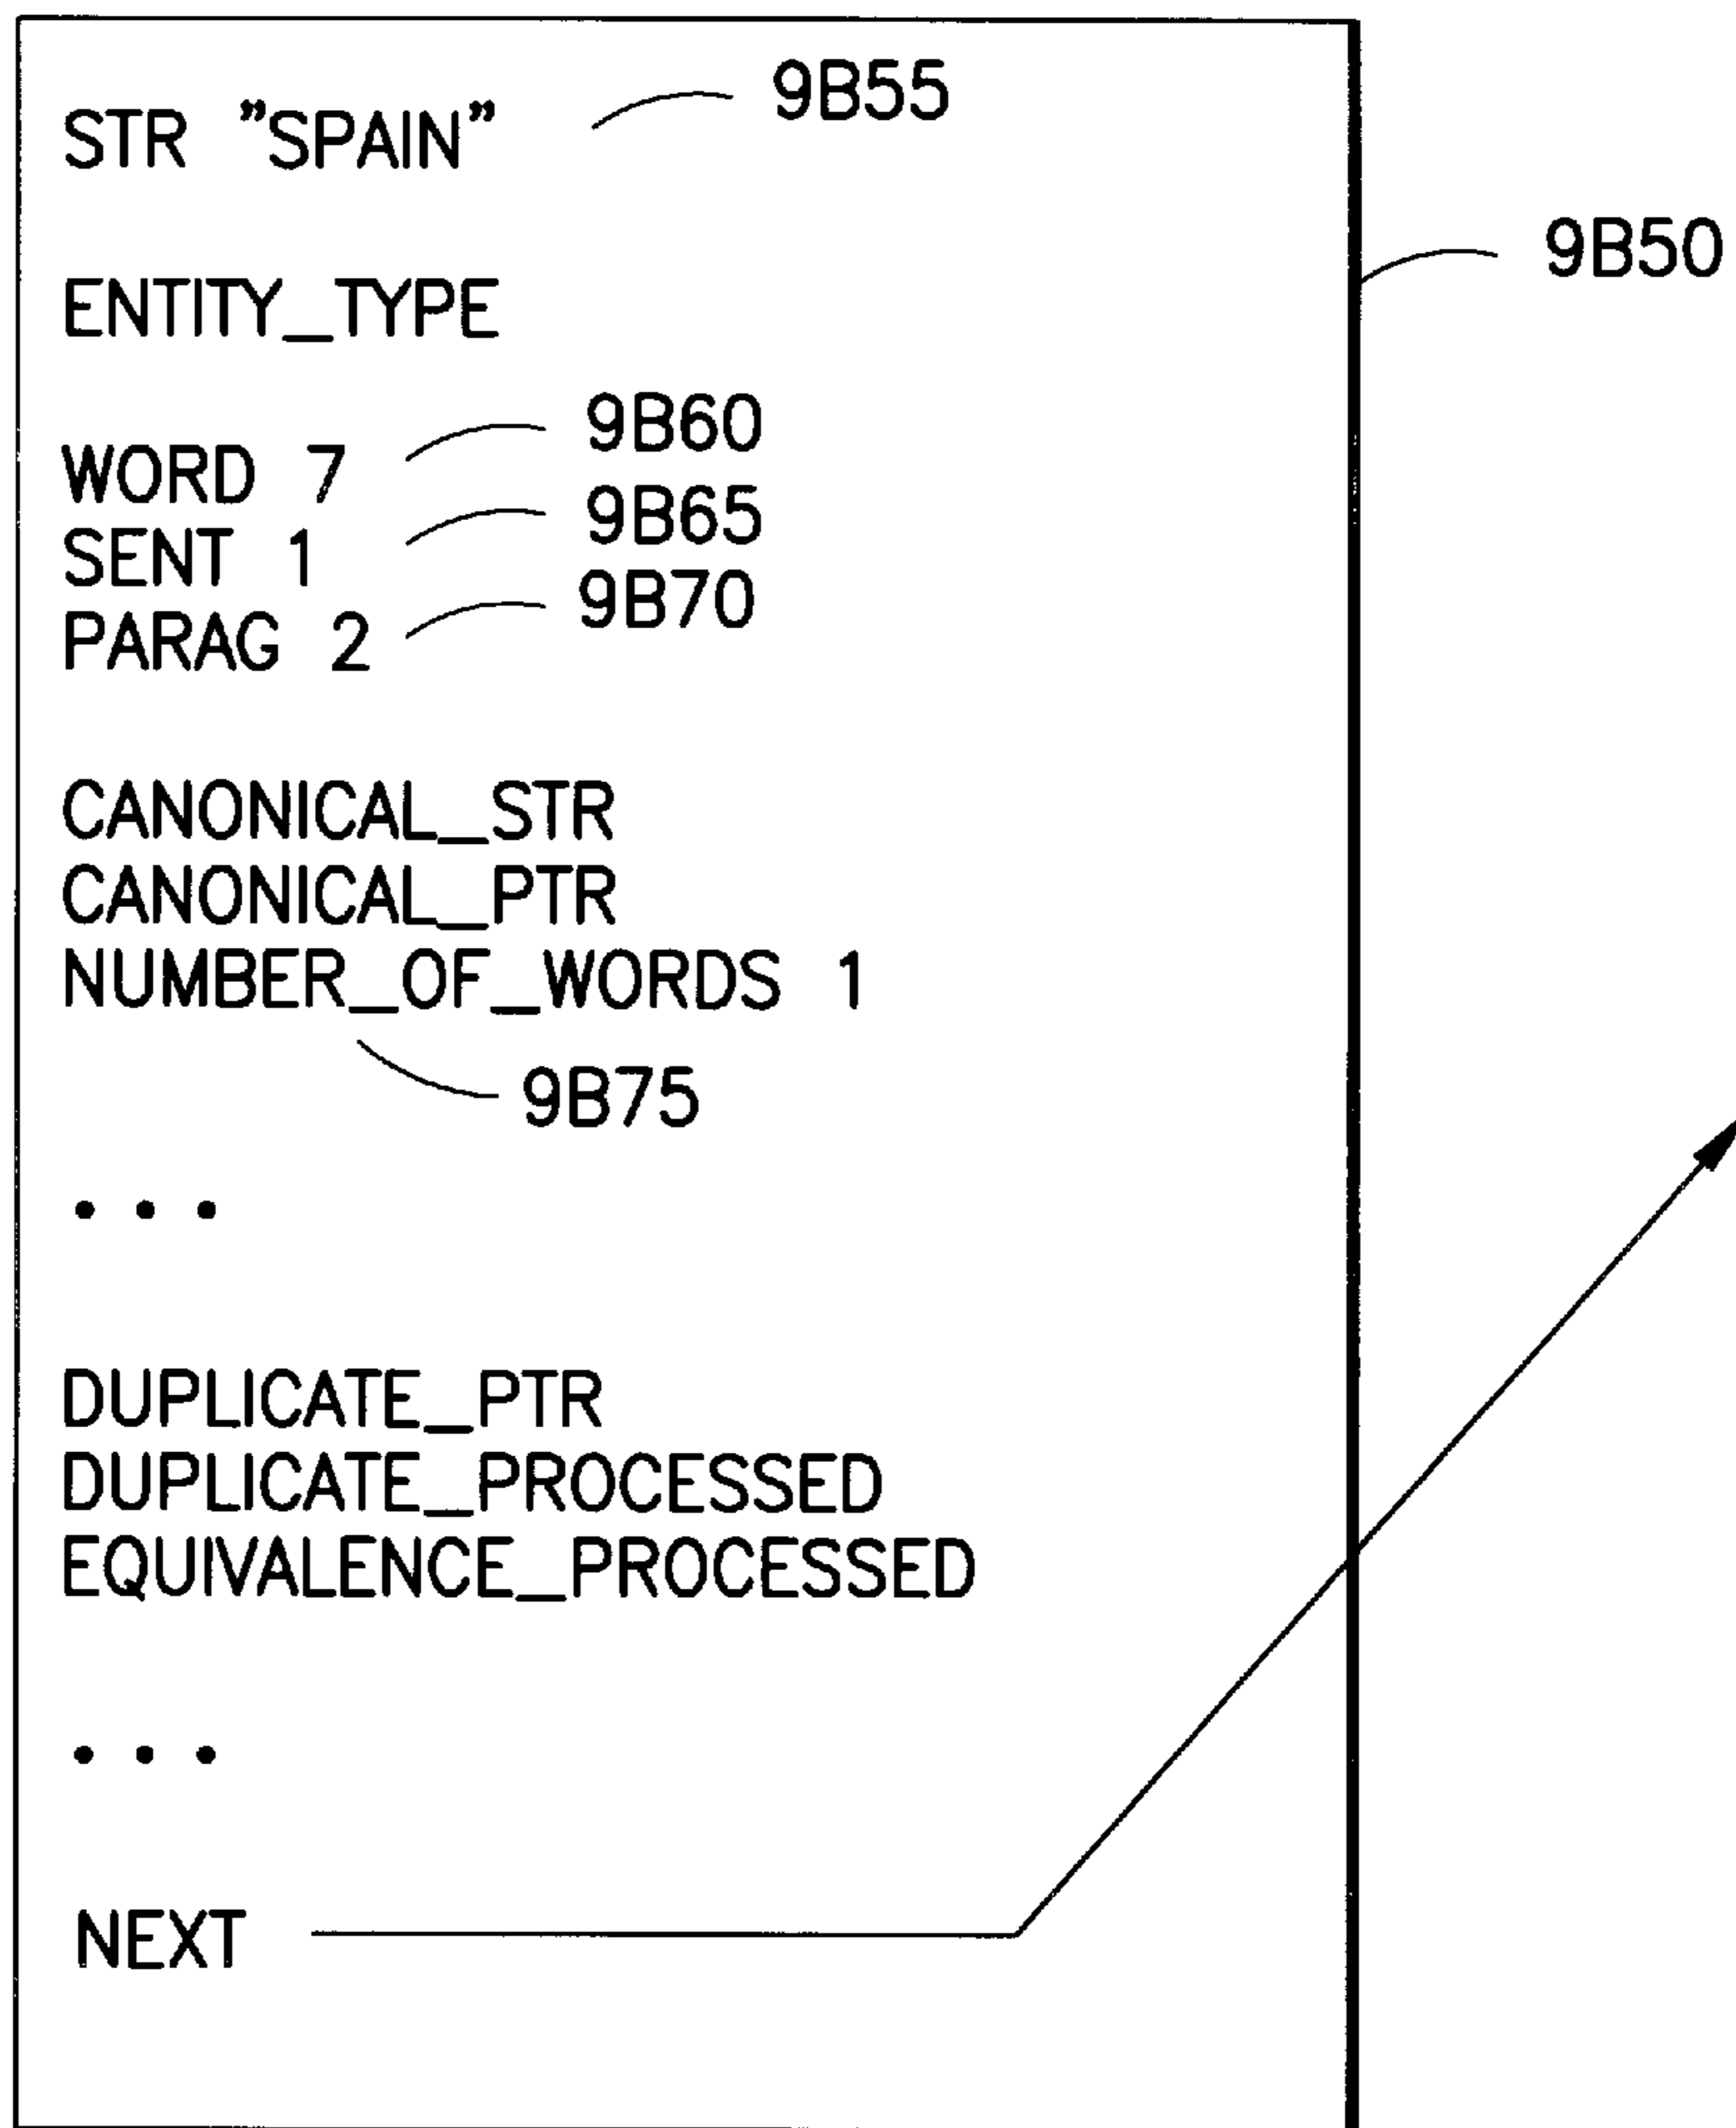 STR ”SPAIN” 9B55
9B50
ENTITY_TYPE
WORD 7 9B60
SENT 1 9B65
PARAG 2 9B70
CANONICAL_STR
CANONICAL_PTR
NUMBER_OF_WORDS 1
9B75
• • •
DUPLICATE_PTR
DUPLICATE_PROCESSED
EQUIVALENCE_PROCESSED
• • •
NEXT